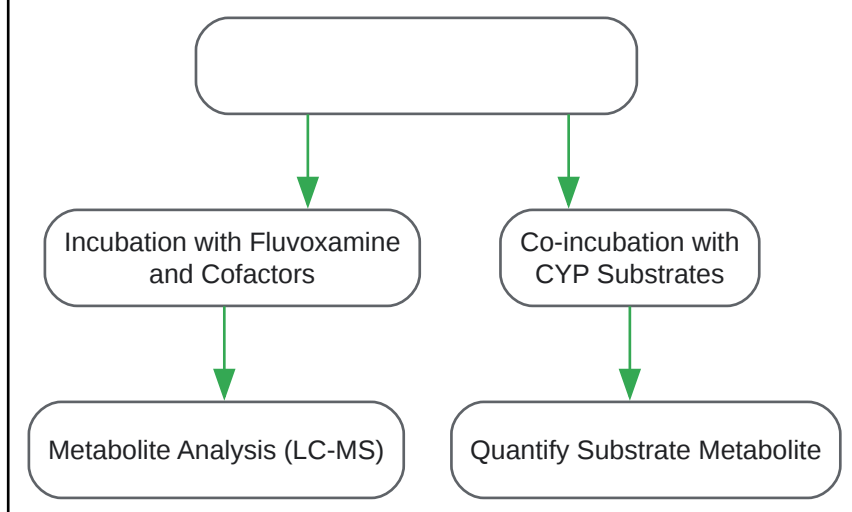 Incubation with Fluvoxamine
and Cofactors
Co-incubation with
CYP Substrates
Metabolite Analysis (LC-MS)
Quantify Substrate Metabolite